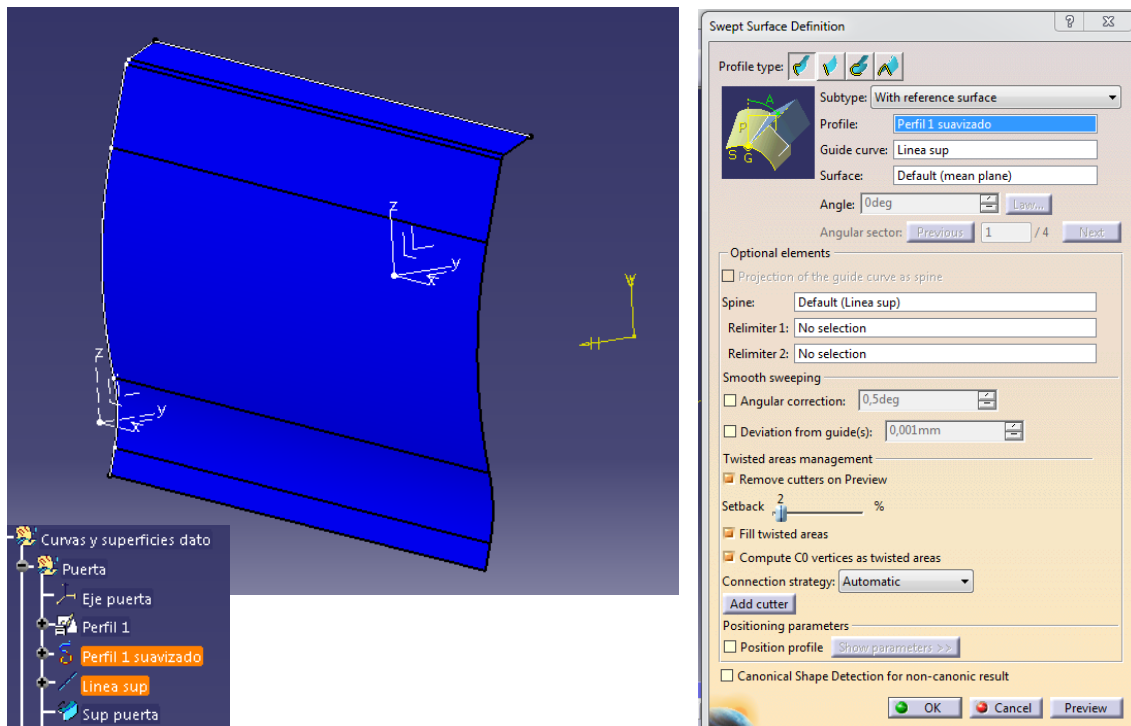 z
y
x
V
H
z
y
x
Curvas y superficies dato
Puerta
Eje puerta
Perfil 1
Perfil 1 suavizado
Linea sup
Sup puerta
Swept Surface Definition
Profile type:
A
P
S G
Subtype: With reference surface
Profile: Perfil 1 suavizado
Guide curve: Linea sup
Surface: Default (mean plane)
Angle: 0deg Law...
Angular sector: Previous 1 / 4 Next
Optional elements
Projection of the guide curve as spine
Spine: Default (Linea sup)
Relimiter 1: No selection
Relimiter 2: No selection
Smooth sweeping
Angular correction: 0,5deg
Deviation from guide(s): 0,001mm
Twisted areas management
Remove cutters on Preview
Setback 2 %
Fill twisted areas
Compute C0 vertices as twisted areas
Connection strategy: Automatic
Add cutter
Positioning parameters
Position profile Show parameters >>
Canonical Shape Detection for non-canonic result
OK Cancel Preview